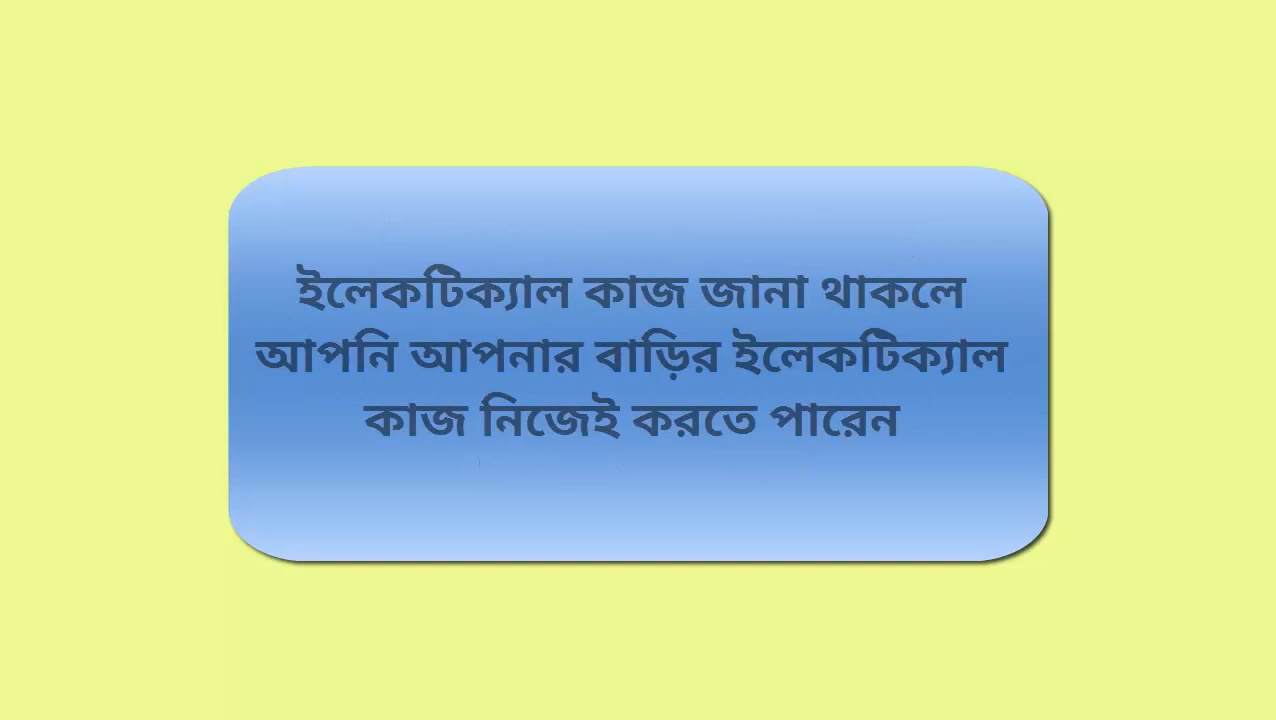 ইলেকটিক্যাল কাজ জানা থাকলে
আপনি আপনার বাড়ির ইলেকটিক্যাল
কাজ নিজেই করতে পারেন